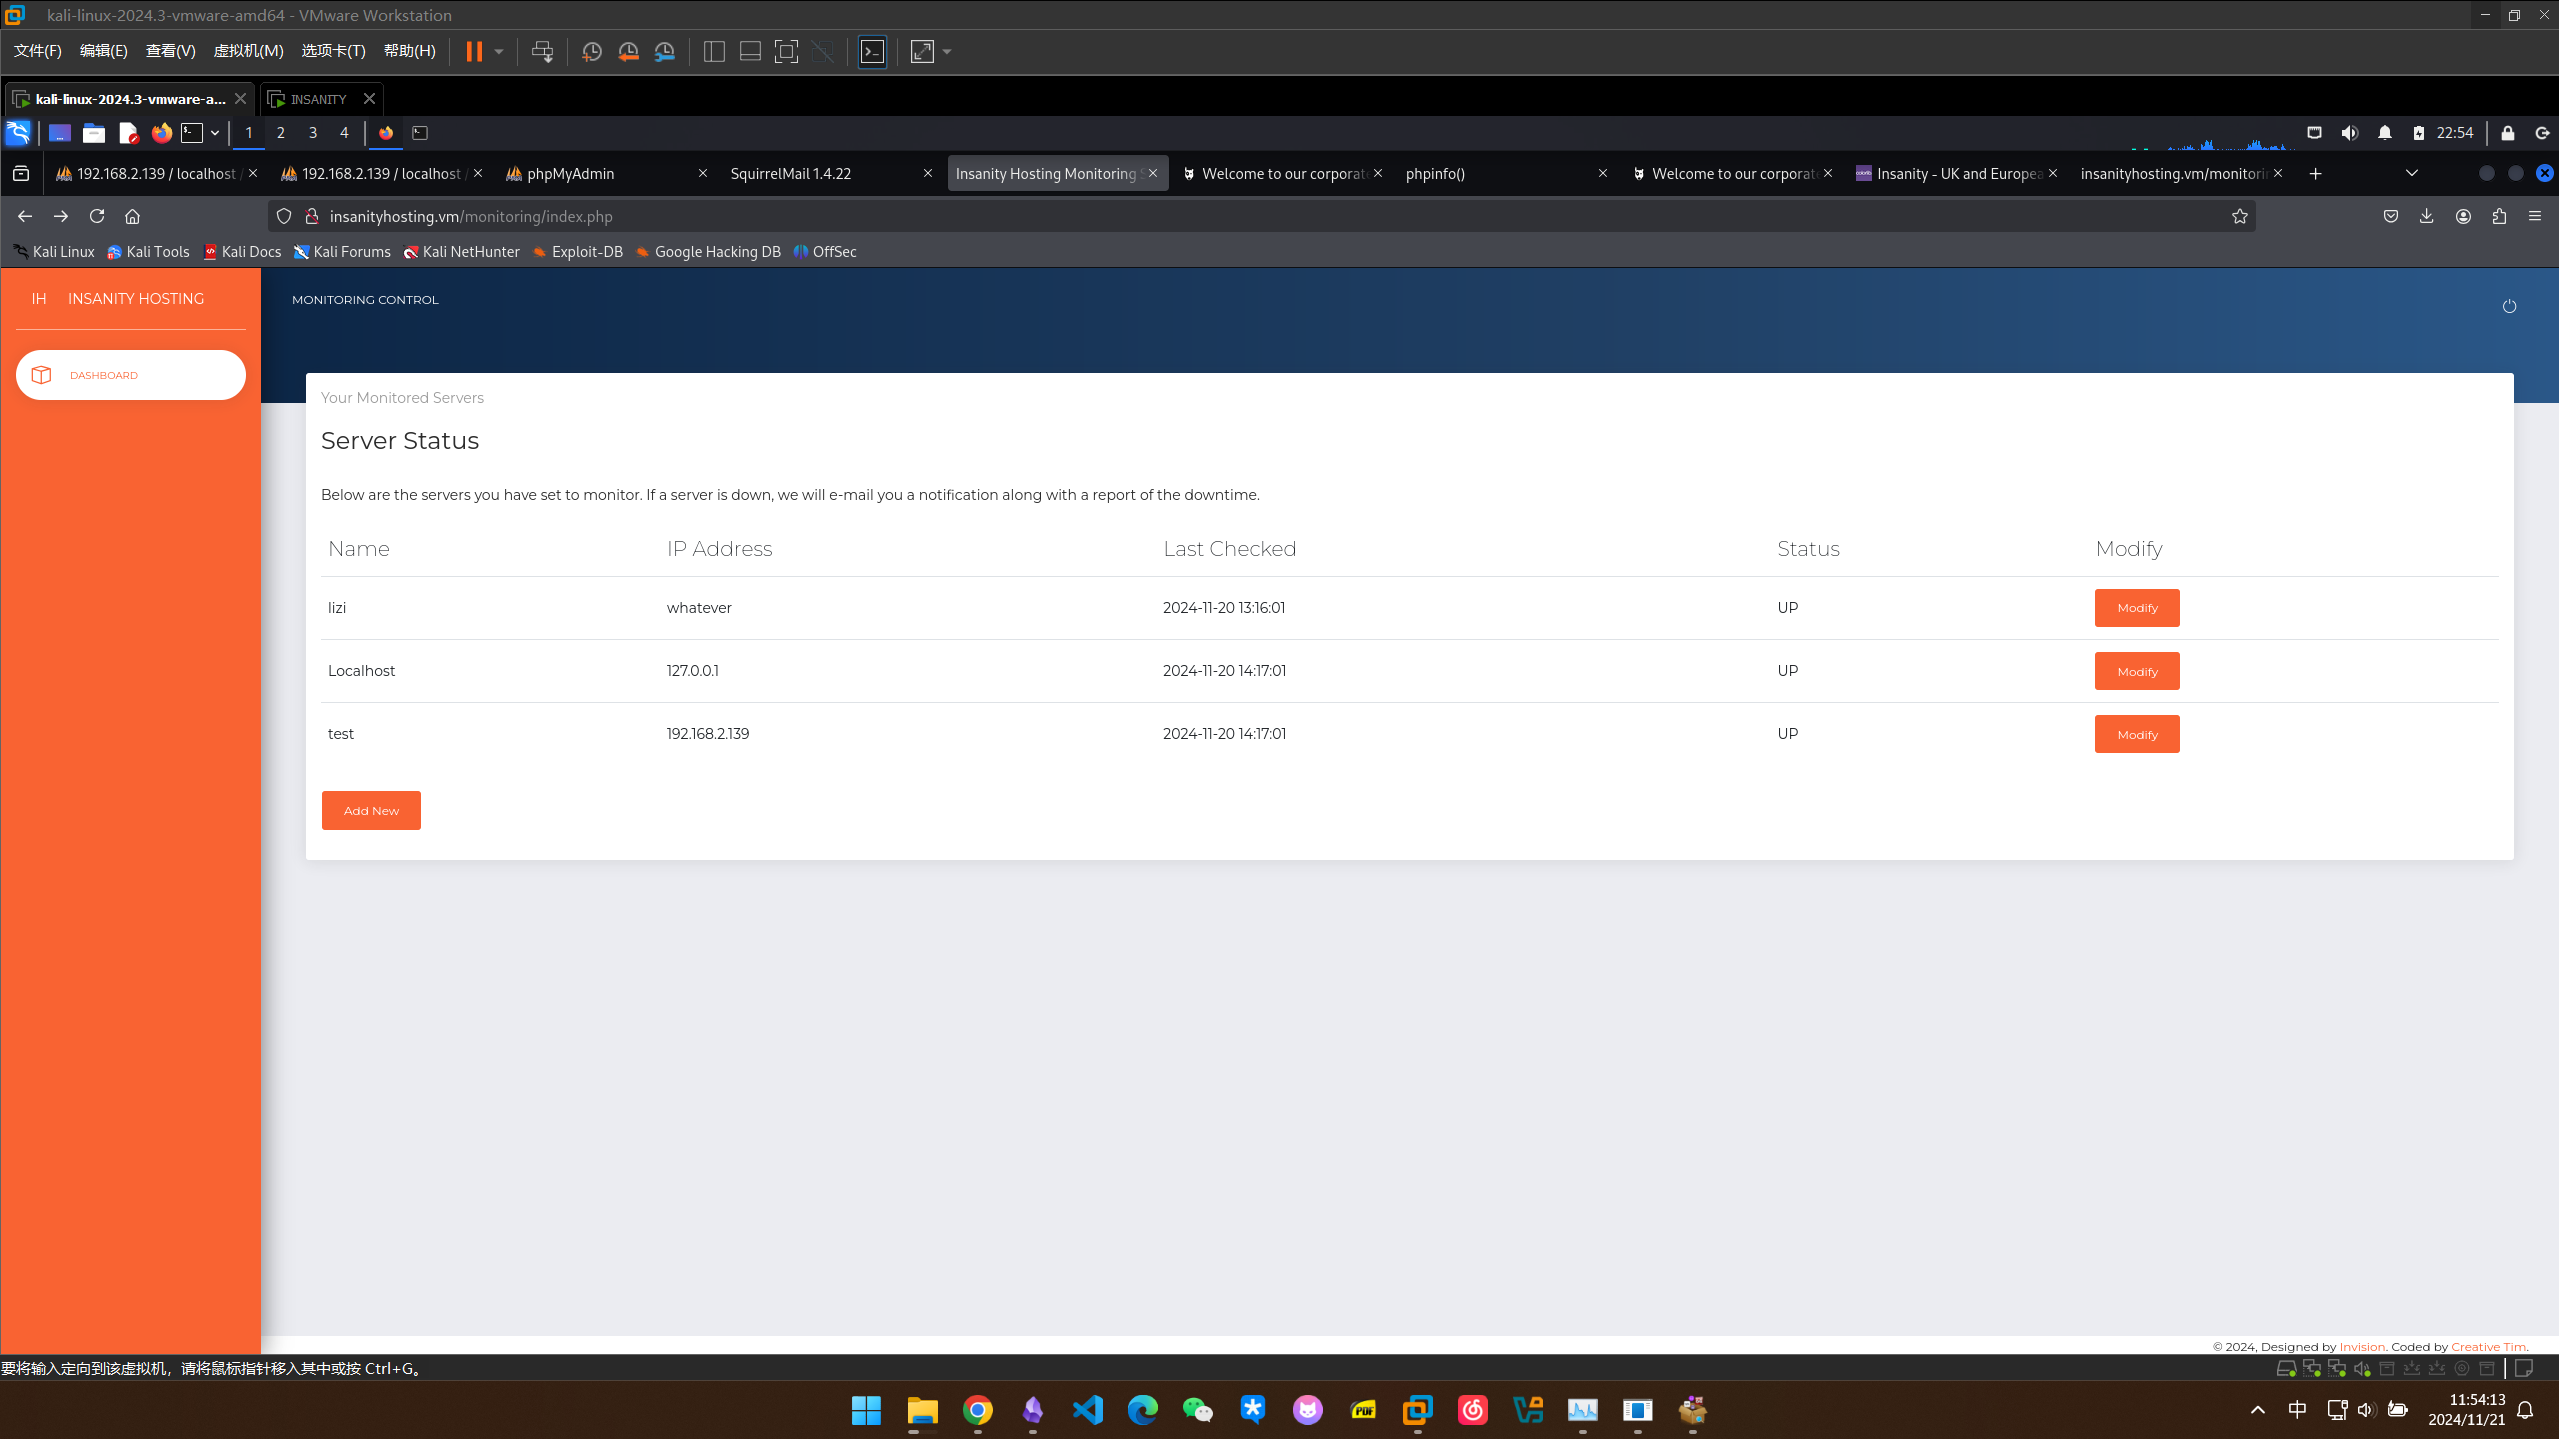 kali-linux-2024.3-vmware-amd64 - VMware Workstation
文件(F) 编辑(E) 查看(V) 虚拟机(M) 选项卡(T) 帮助(H)
kali-linux-2024.3-vmware-a... INSANITY
1 2 3 4 22:54
192.168.2.139 / localhost / 192.168.2.139 / localhost / phpMyAdmin SquirrelMail 1.4.22 Insanity Hosting Monitoring S Welcome to our corporate phpinfo() Welcome to our corporate Insanity - UK and Europea insanityhosting.vm/monitorin
insanityhosting.vm/monitoring/index.php
Kali Linux Kali Tools Kali Docs Kali Forums Kali NetHunter Exploit-DB Google Hacking DB OffSec
IH INSANITY HOSTING
MONITORING CONTROL
DASHBOARD
Your Monitored Servers
Server Status
Below are the servers you have set to monitor. If a server is down, we will e-mail you a notification along with a report of the downtime.
Name IP Address Last Checked Status Modify
lizi whatever 2024-11-20 13:16:01 UP Modify
Localhost 127.0.0.1 2024-11-20 14:17:01 UP Modify
test 192.168.2.139 2024-11-20 14:17:01 UP Modify
Add New
© 2024, Designed by Invision. Coded by Creative Tim.
要将输入定向到该虚拟机，请将鼠标指针移入其中或按 Ctrl+G。
PDF
中
11:54:13
2024/11/21